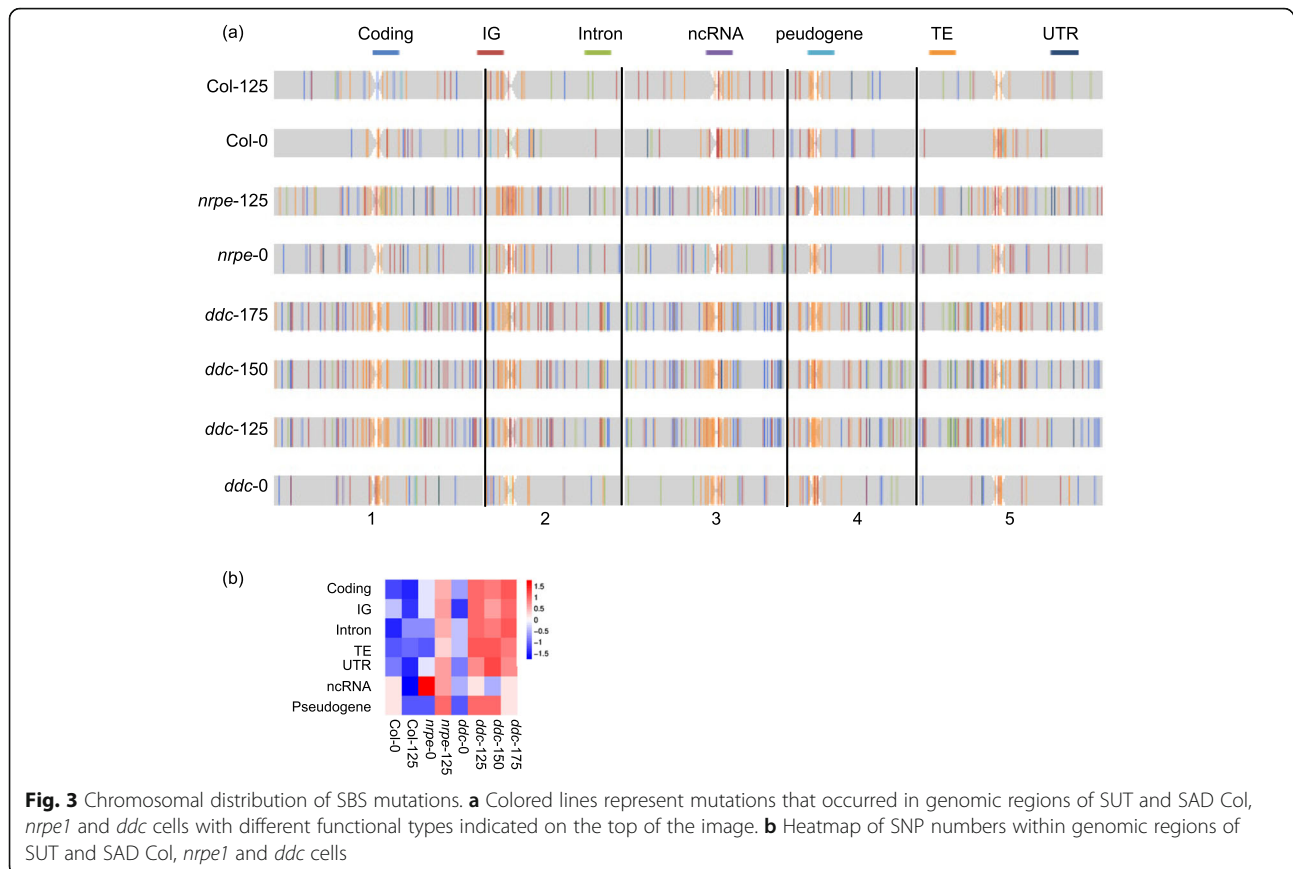 (a) Coding IG Intron ncRNA peudogene TE UTR
Col-125
Col-0
nrpe-125
nrpe-0
ddc-175
ddc-150
ddc-125
ddc-0
1 2 3 4 5
(b)
Coding
IG
Intron
TE
UTR
ncRNA
Pseudogene
1.5
1
0.5
0
−0.5
−1
−1.5
Col-0
Col-125
nrpe-0
nrpe-125
ddc-0
ddc-125
ddc-150
ddc-175
Fig. 3 Chromosomal distribution of SBS mutations. a Colored lines represent mutations that occurred in genomic regions of SUT and SAD Col,
nrpe1 and ddc cells with different functional types indicated on the top of the image. b Heatmap of SNP numbers within genomic regions of
SUT and SAD Col, nrpe1 and ddc cells